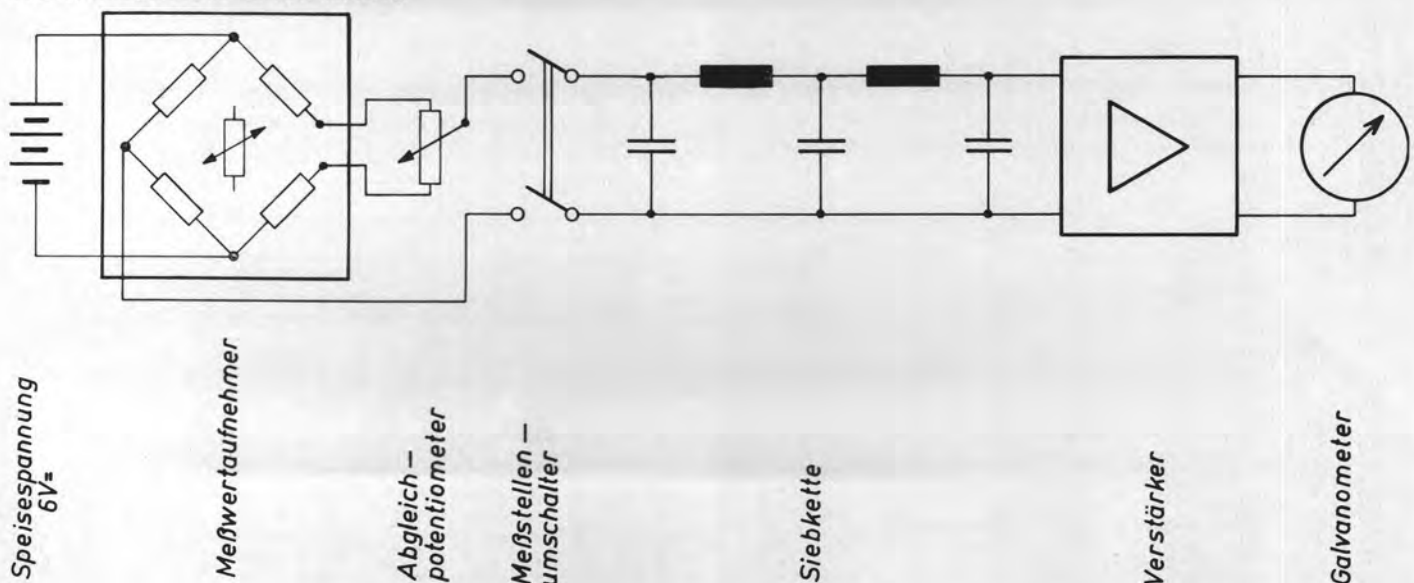 Speisespannung
6V=
Meßwertaufnehmer
Abgleich-
potentiometer
Meßstellen-
umschalter
Siebkette
Verstärker
Galvanometer